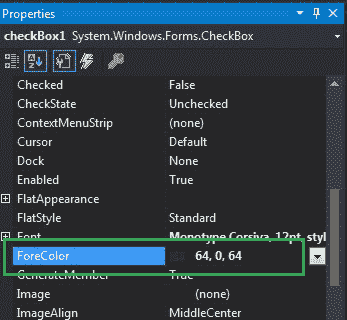 Properties
checkBox1 System.Windows.Forms.CheckBox
Checked False
CheckState Unchecked
ContextMenuStrip (none)
Cursor Default
Dock None
Enabled True
FlatAppearance
FlatStyle Standard
Font Monotype Corsiva, 12pt, styl
ForeColor 64, 0, 64
GenerateMember True
Image (none)
ImageAlign MiddleCenter